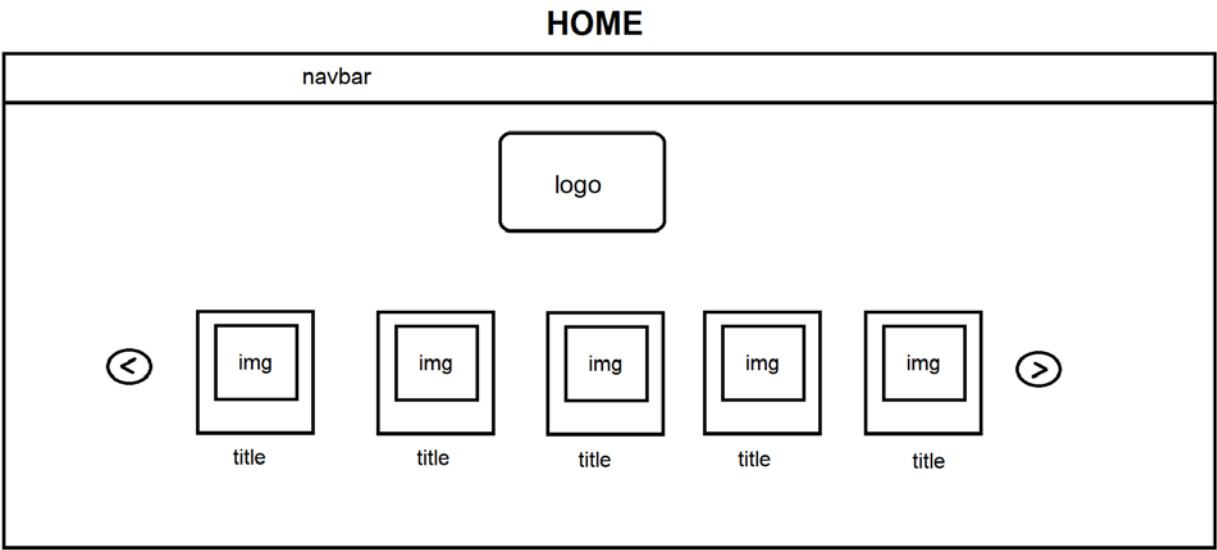 HOME
navbar
logo
< img img img img img >
title title title title title